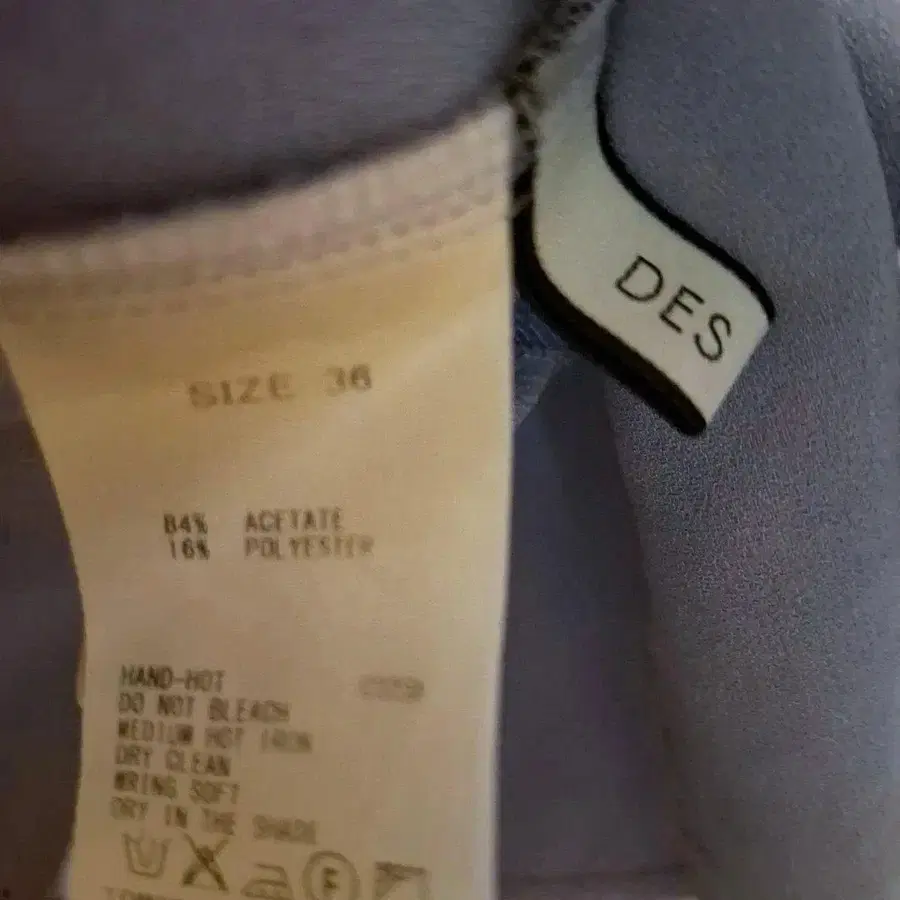 DES
SIZE 36
84% ACETATE
16% POLYESTER
HAND-HOT
DO NOT BLEACH
MEDIUM HOT IRON
DRY CLEAN
WRING SOFT
DRY IN THE SHADE
F